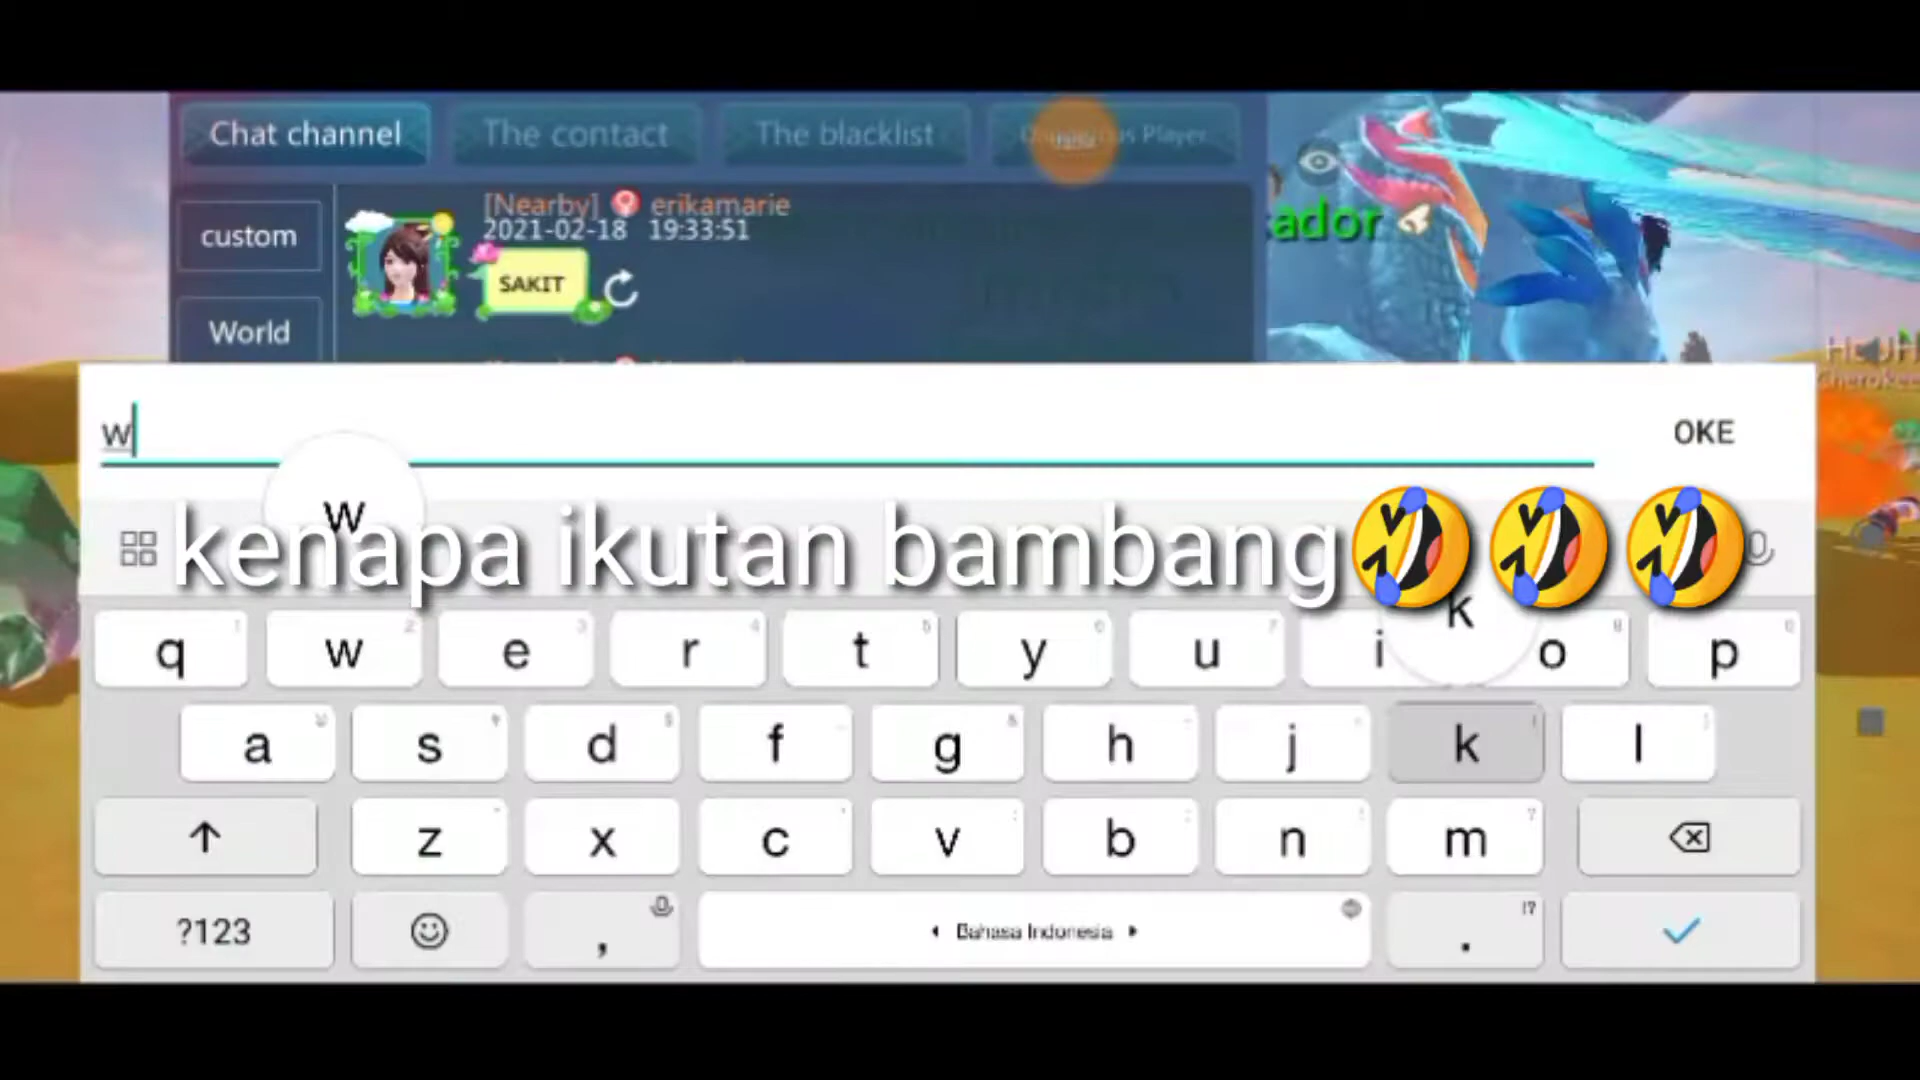 Chat channel
The contact
The blacklist
Player
custom
World
[Nearby] erikamarie
2021-02-18 19:33:51
SAKIT
ador
w
OKE
w
kenapa ikutan bambang🤣🤣🤣
k
q w e r t y u i o p
a s d f g h j k l
z x c v b n m
?123 , Bahasa Indonesia . !?